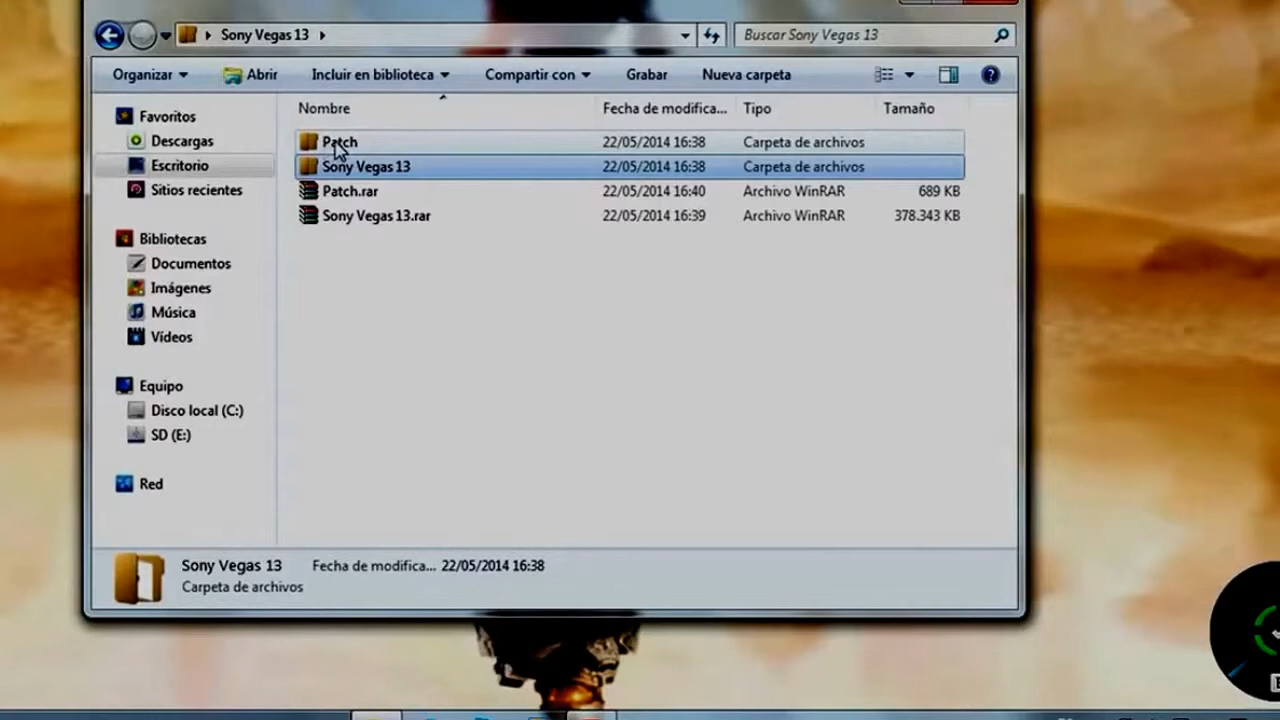 Sony Vegas 13
Buscar Sony Vegas 13
Organizar Abrir Incluir en biblioteca Compartir con Grabar Nueva carpeta
Nombre Fecha de modifica... Tipo Tamaño
Favoritos
Descargas
Escritorio
Sitios recientes
Bibliotecas
Documentos
Imágenes
Música
Vídeos
Equipo
Disco local (C:)
SD (E:)
Red
Patch 22/05/2014 16:38 Carpeta de archivos
Sony Vegas 13 22/05/2014 16:38 Carpeta de archivos
Patch.rar 22/05/2014 16:40 Archivo WinRAR 689 KB
Sony Vegas 13.rar 22/05/2014 16:39 Archivo WinRAR 378.343 KB
Sony Vegas 13 Fecha de modifica... 22/05/2014 16:38
Carpeta de archivos